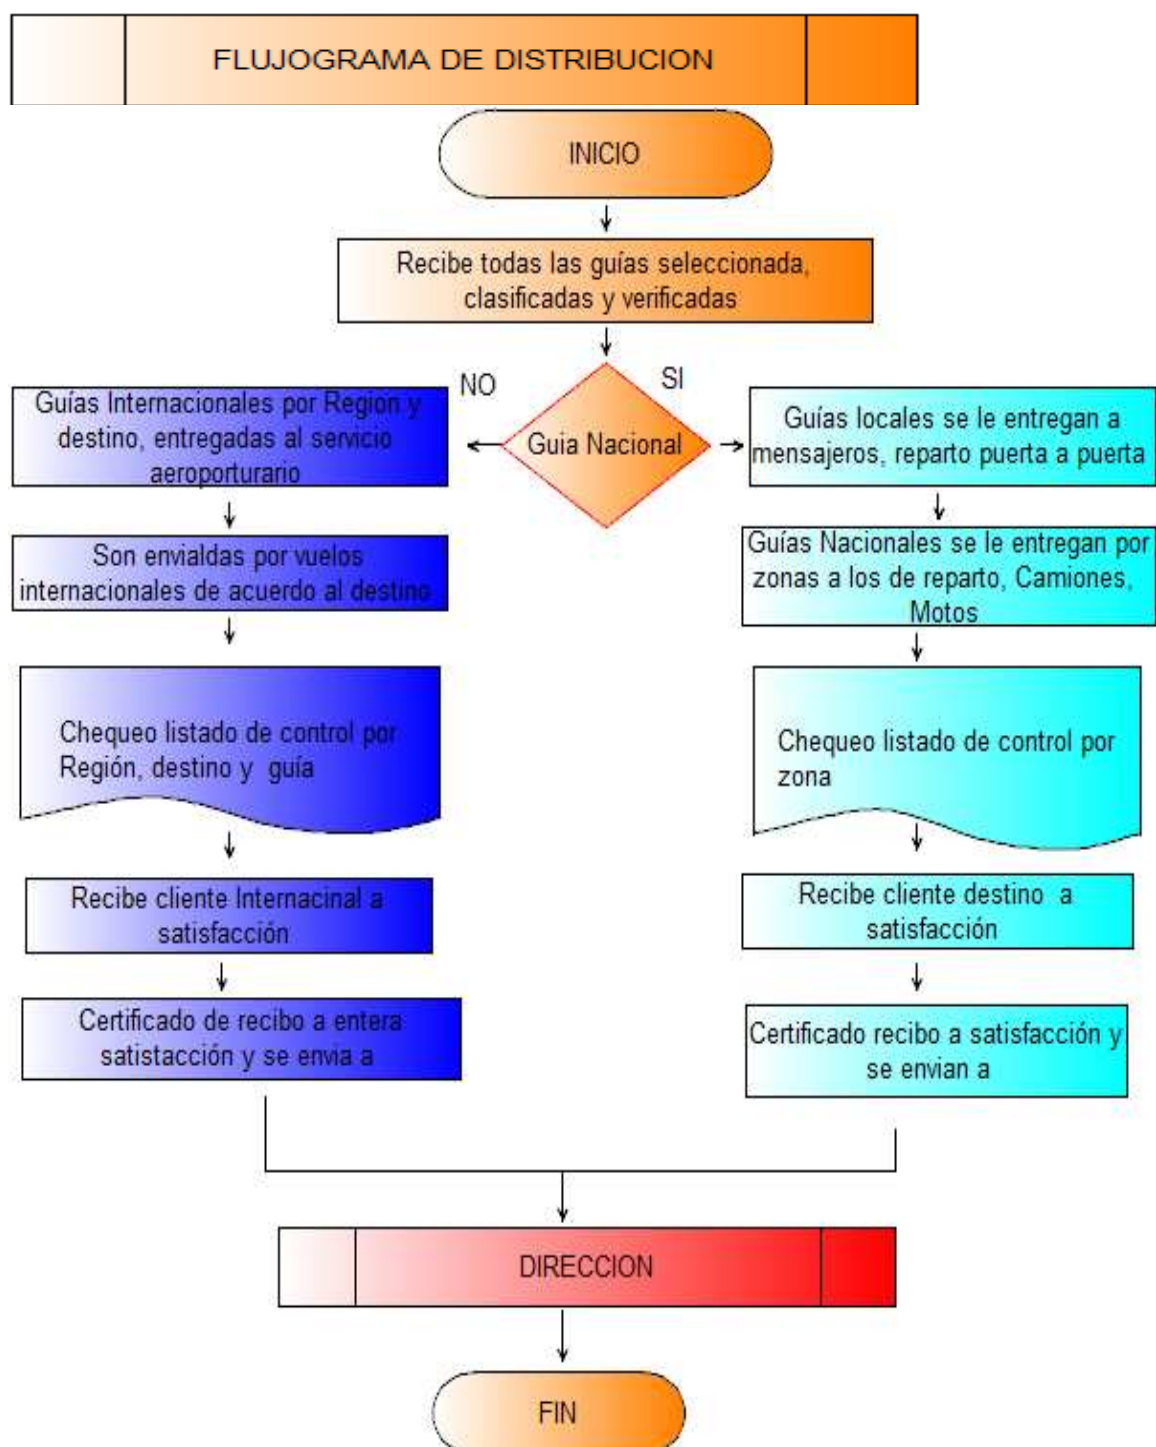 FLUJOGRAMA DE DISTRIBUCION
INICIO
Recibe todas las guías seleccionada,
clasificadas y verificadas
NO
SI
Guia Nacional
Guías Internacionales por Región y
destino, entregadas al servicio
aeroporturario
Son envialdas por vuelos
internacionales de acuerdo al destino
Chequeo listado de control por
Región, destino y guía
Recibe cliente Internacinal a
satisfacción
Certificado de recibo a entera
satistacción y se envia a
Guías locales se le entregan a
mensajeros, reparto puerta a puerta
Guías Nacionales se le entregan por
zonas a los de reparto, Camiones,
Motos
Chequeo listado de control por
zona
Recibe cliente destino a
satisfacción
Certificado recibo a satisfacción y
se envian a
DIRECCION
FIN